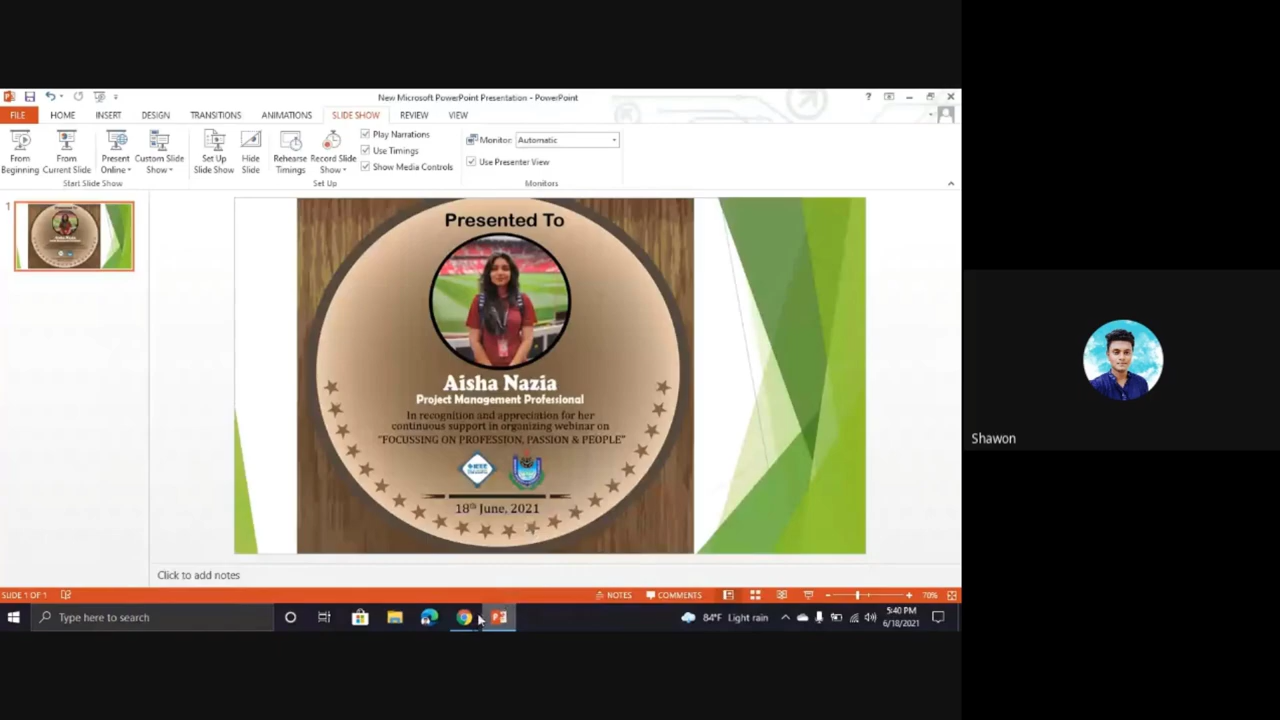 New Microsoft PowerPoint Presentation - PowerPoint
FILE HOME INSERT DESIGN TRANSITIONS ANIMATIONS SLIDE SHOW REVIEW VIEW
From Beginning
From Current Slide
Present Online
Custom Slide Show
Set Up Slide Show
Hide Slide
Rehearse Timings
Record Slide Show
Play Narrations
Use Timings
Show Media Controls
Monitor: Automatic
Use Presenter View
Start Slide Show
Set Up
Monitors
1
Presented To
Aisha Nazia
Project Management Professional
In recognition and appreciation for her
continuous support in organizing webinar on
"FOCUSSING ON PROFESSION, PASSION & PEOPLE"
IEEE
18th June, 2021
Click to add notes
SLIDE 1 OF 1
NOTES COMMENTS 70%
Type here to search
84°F Light rain
5:40 PM
6/18/2021
Shawon